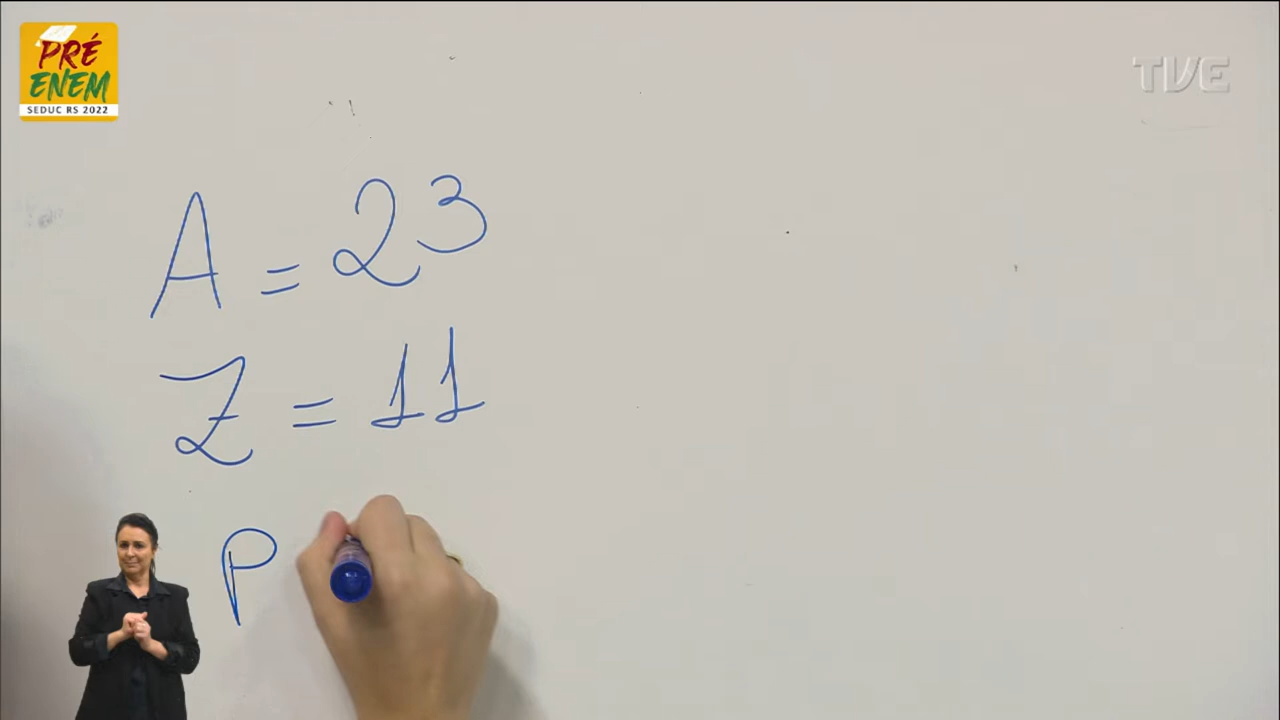 PRÉ
ENEM
SEDUC RS 2022
TVE
A = 23
Z = 11
P